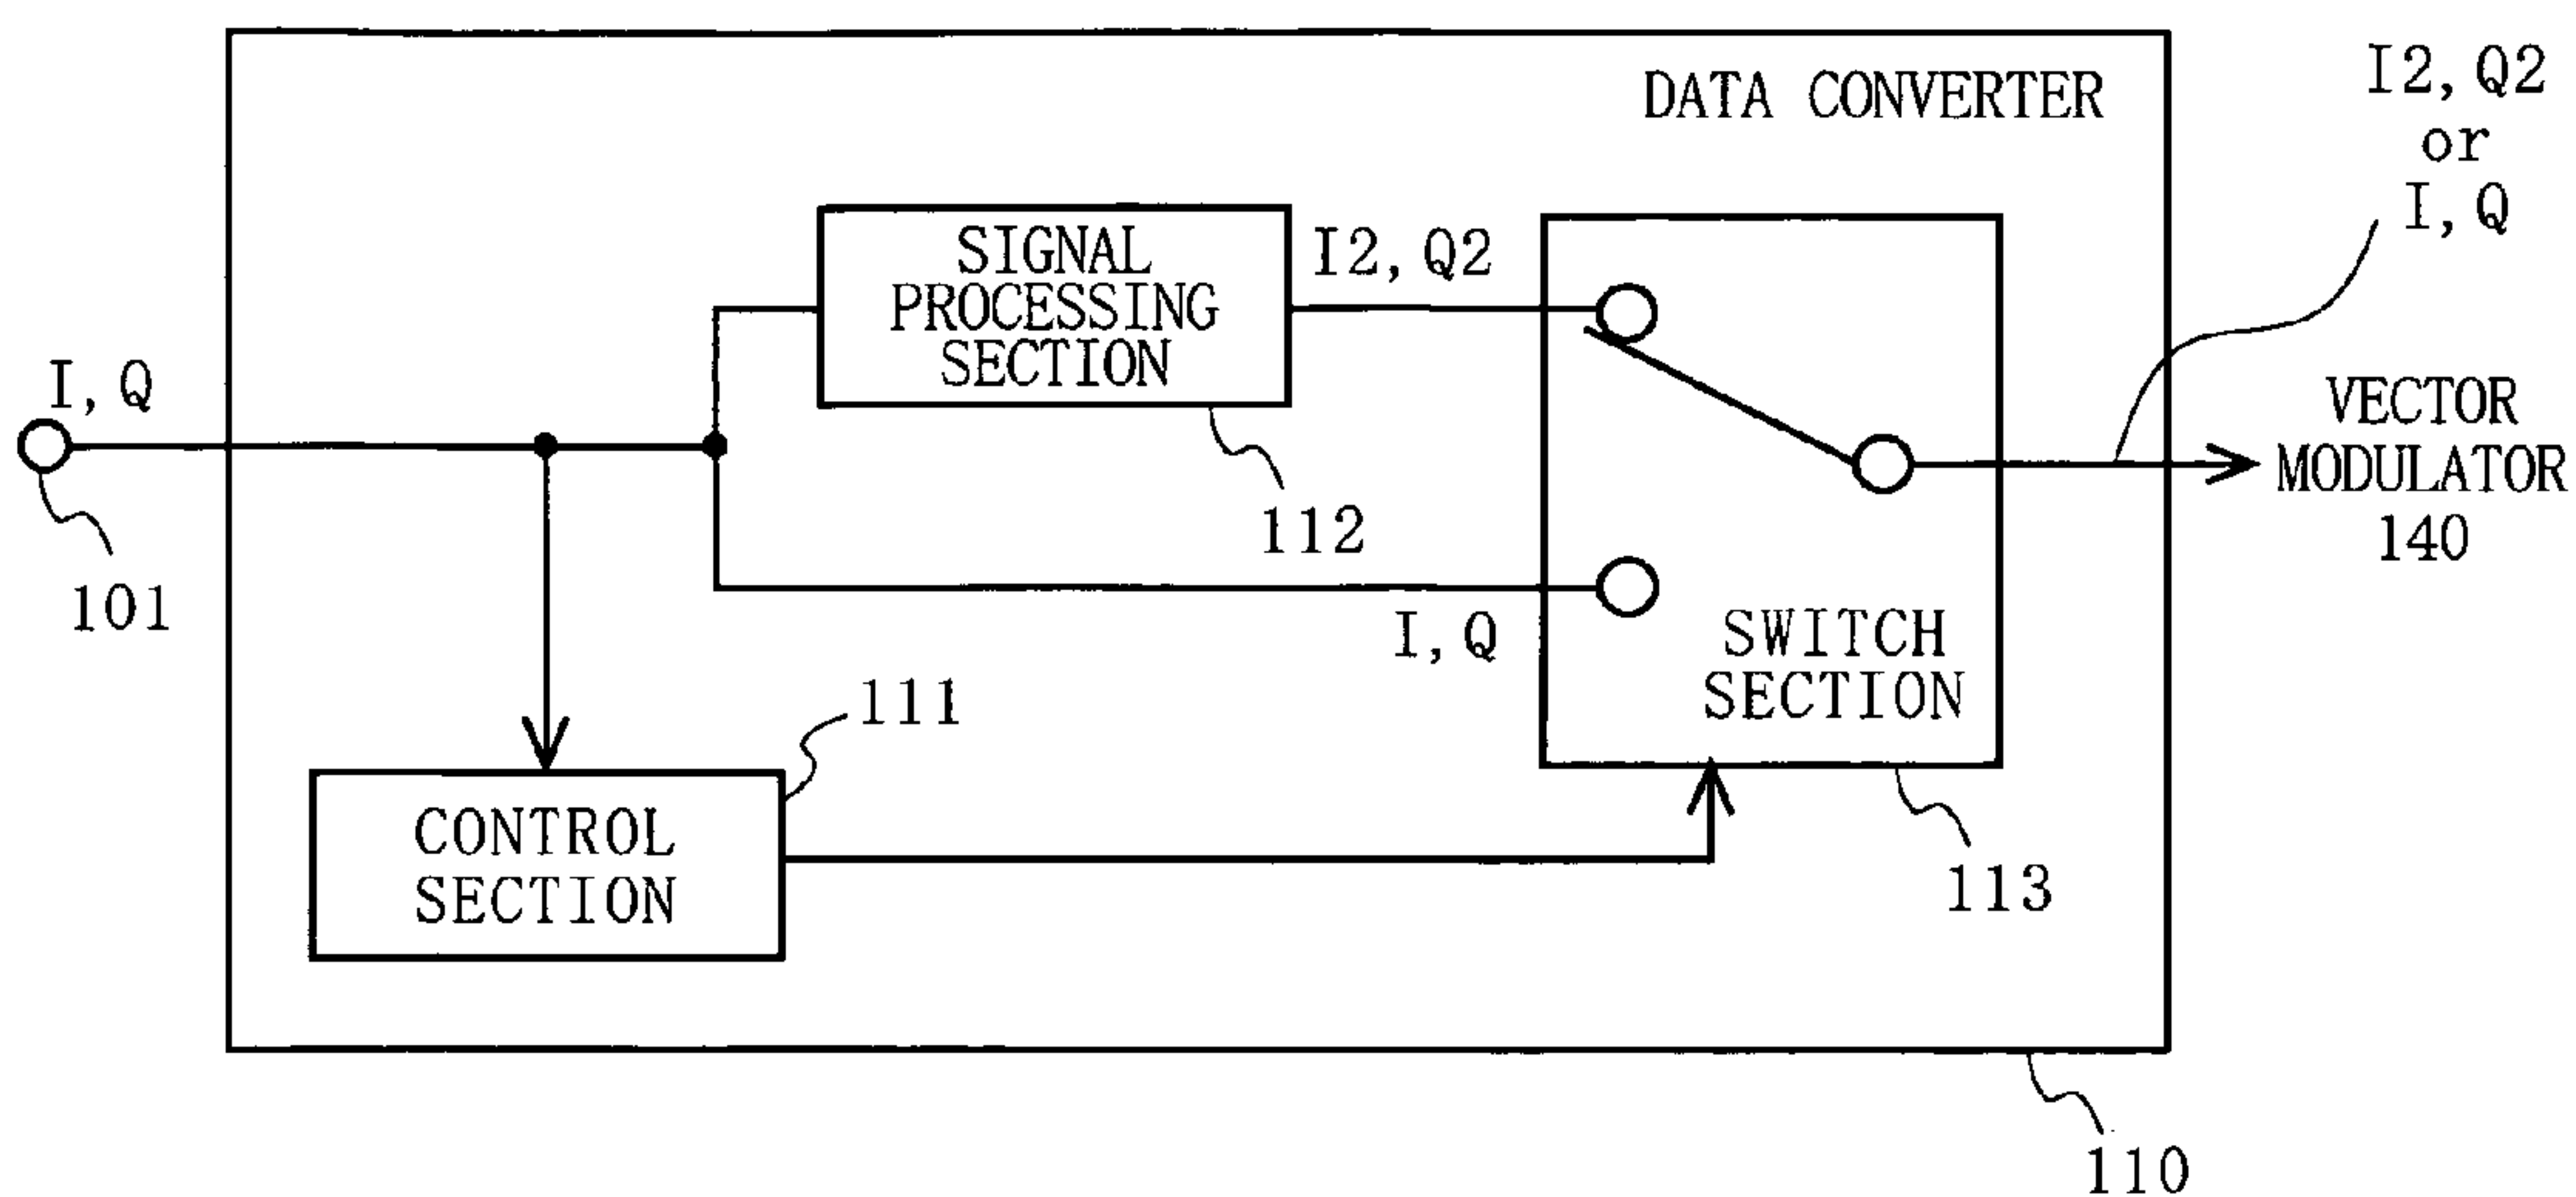 DATA CONVERTER
I2, Q2
or
I, Q
SIGNAL
PROCESSING
SECTION
I2, Q2
112
I, Q
101
VECTOR
MODULATOR
140
I, Q
SWITCH
SECTION
111
CONTROL
SECTION
113
110